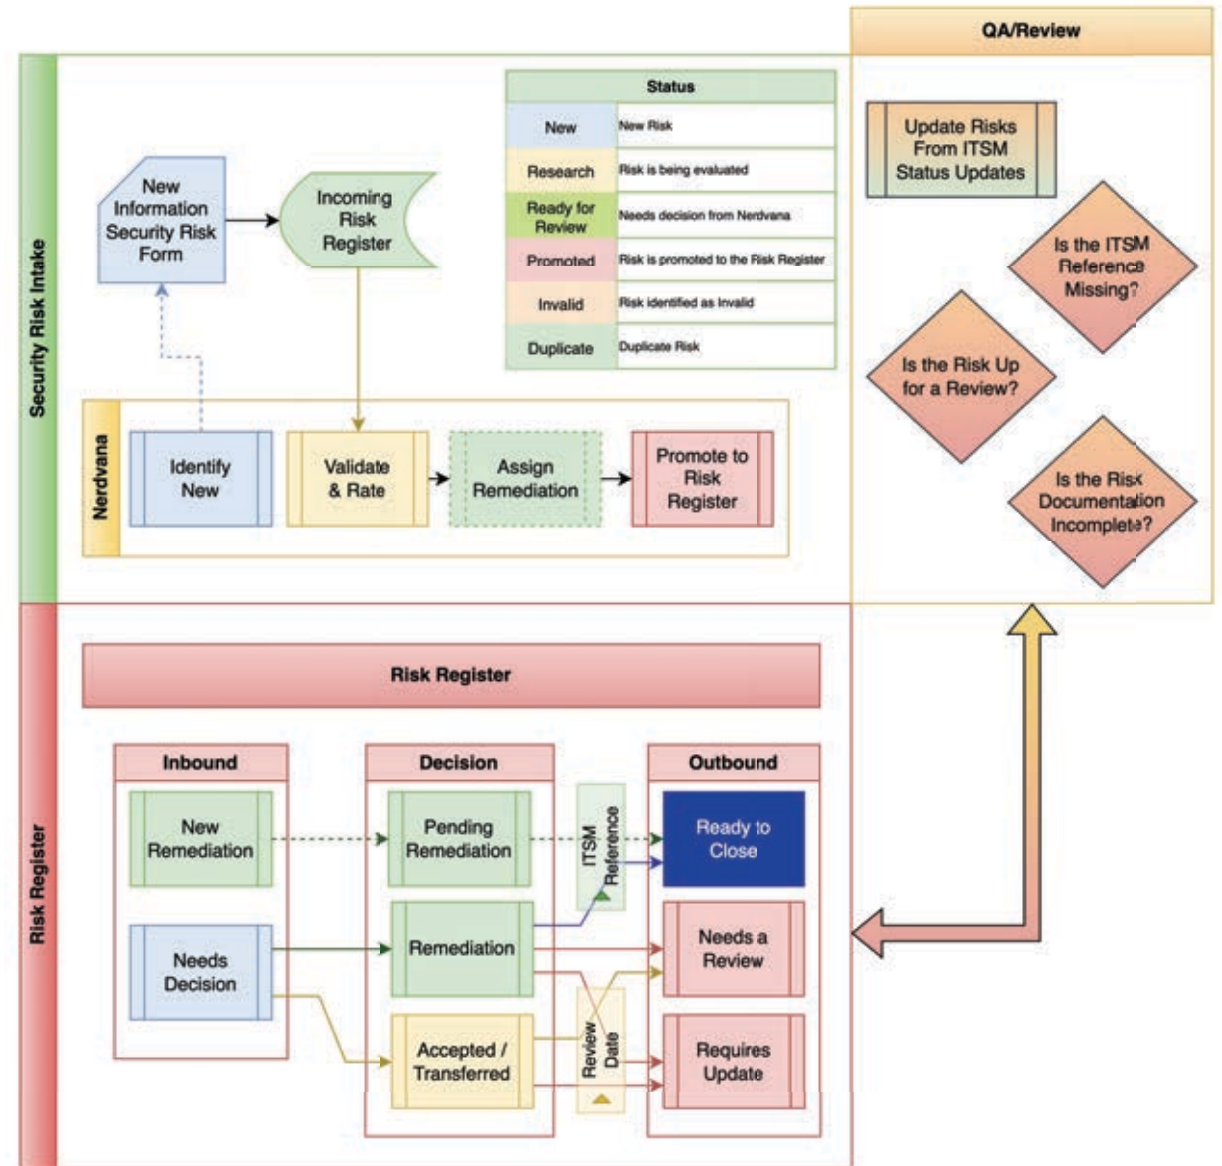 QA/Review
Status
New
New Risk
Research
Risk is being evaluated
Ready for
Review
Needs decision from Nerdvana
Promoted
Risk is promoted to the Risk Register
Invalid
Risk identified as Invalid
Duplicate
Duplicate Risk
Update Risks
From ITSM
Status Updates
Is the ITSM
Reference
Missing?
Is the Risk Up
for a Review?
Is the Risk
Documentation
Incomplete?
Security Risk Intake
New
Information
Security Risk
Form
Incoming
Risk
Register
Nerdvana
Identify
New
Validate
& Rate
Assign
Remediation
Promote to
Risk
Register
Risk Register
Risk Register
Inbound
Decision
Outbound
New
Remediation
Pending
Remediation
ITSM
Reference
Ready to
Close
Needs
Decision
Remediation
Needs a
Review
Accepted /
Transferred
Review
Date
Requires
Update